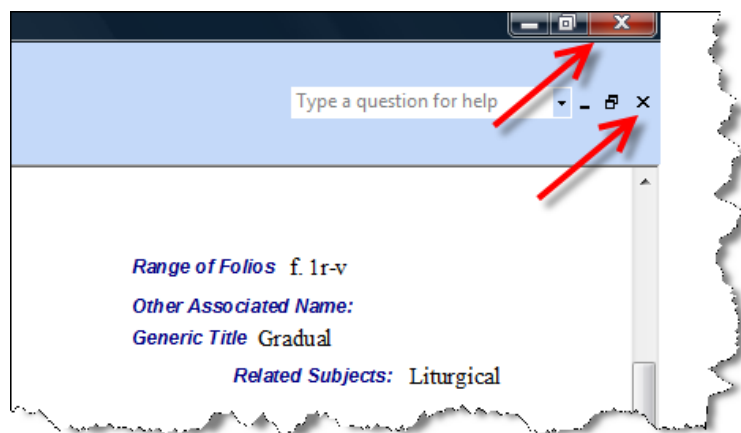 Type a question for help
Range of Folios f. 1r-v
Other Associated Name:
Generic Title Gradual
Related Subjects: Liturgical